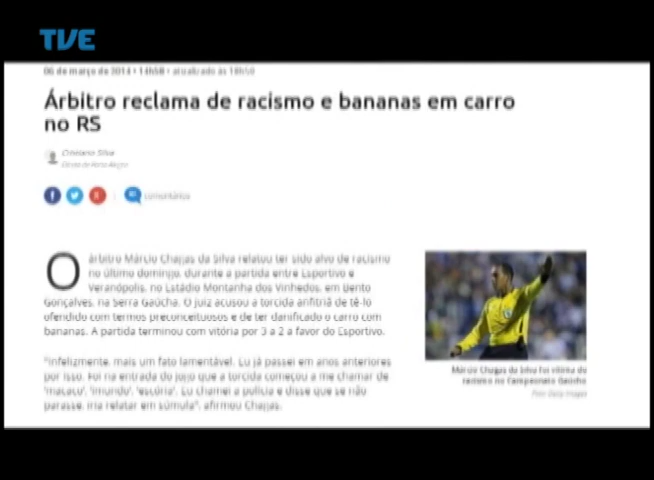 TVE
06 de março de 2014 • 14h58 • atualizado às 18h50
Árbitro reclama de racismo e bananas em carro
no RS
Silva
Direto de Porto Alegre
comentários
O árbitro Márcio Chagas da Silva relatou ter sido alvo de racismo
no último domingo, durante a partida entre Esportivo e
Veranópolis, no Estádio Montanha dos Vinhedos, em Bento
Gonçalves, na Serra Gaúcha. O juiz acusou a torcida anfitriã de tê-lo
ofendido com termos preconceituosos e de ter danificado o carro com
bananas. A partida terminou com vitória por 3 a 2 a favor do Esportivo.
"Infelizmente, mais um fato lamentável. Eu já passei em anos anteriores
por isso. Foi na entrada do jogo que a torcida começou a me chamar de
'macaco', 'imundo', 'escória'. Eu chamei a polícia e disse que se não
parasse, iria relatar em súmula", afirmou Chagas.
Márcio Chagas da Silva foi vítima de
racismo no Campeonato Gaúcho
Foto: Getty Images